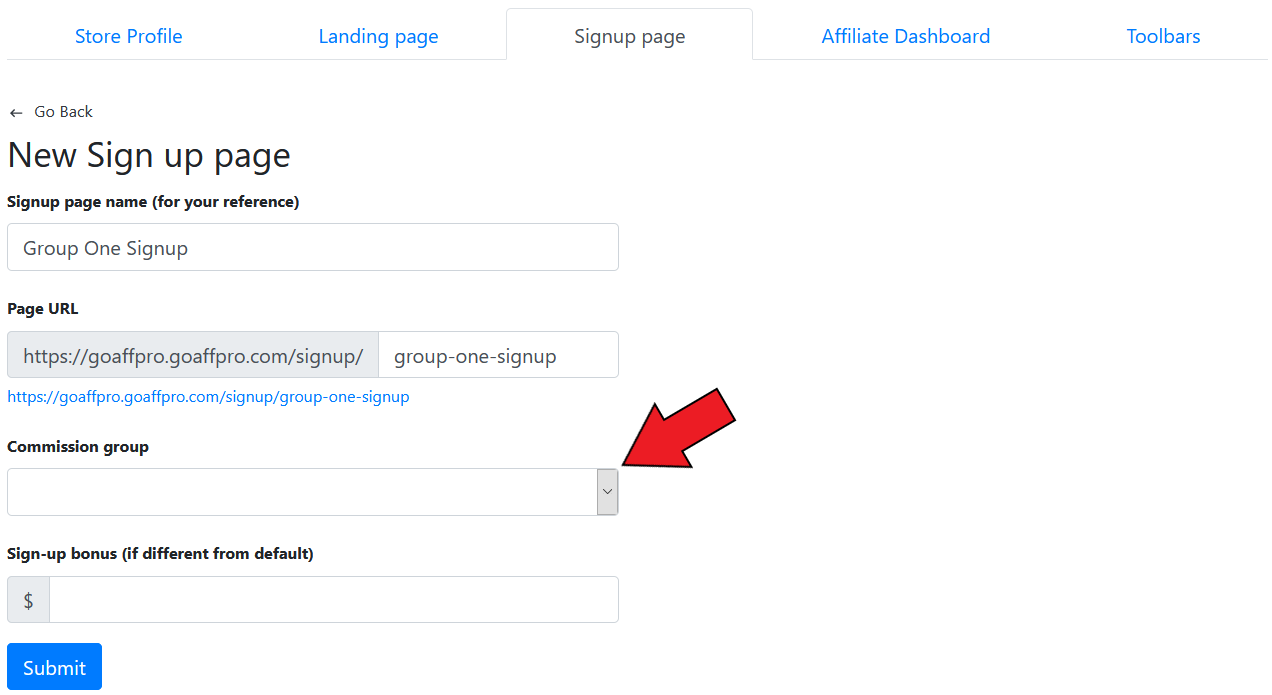 Store Profile Landing page Signup page Affiliate Dashboard Toolbars
← Go Back
New Sign up page
Signup page name (for your reference)
Group One Signup
Page URL
https://goaffpro.goaffpro.com/signup/ group-one-signup
https://goaffpro.goaffpro.com/signup/group-one-signup
Commission group
Sign-up bonus (if different from default)
$
Submit